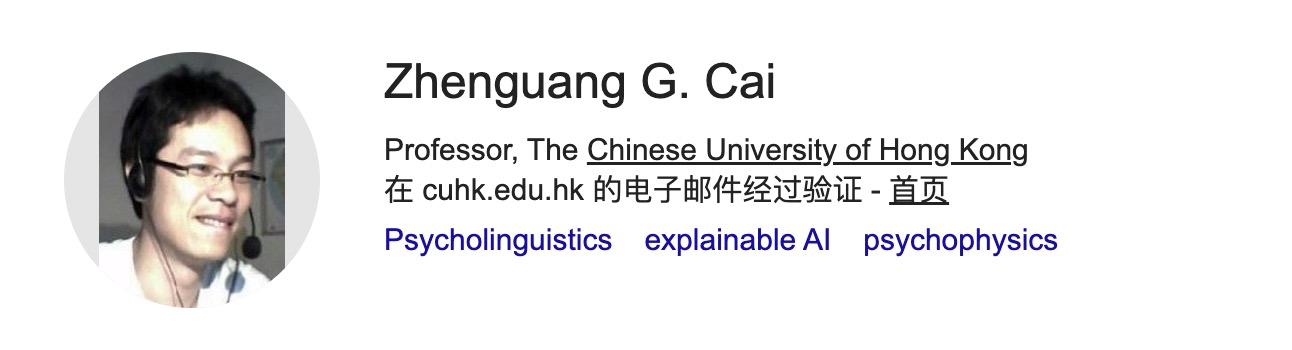 Zhenguang G. Cai
Professor, The Chinese University of Hong Kong
在 cuhk.edu.hk 的电子邮件经过验证 - 首页
Psycholinguistics explainable AI psychophysics